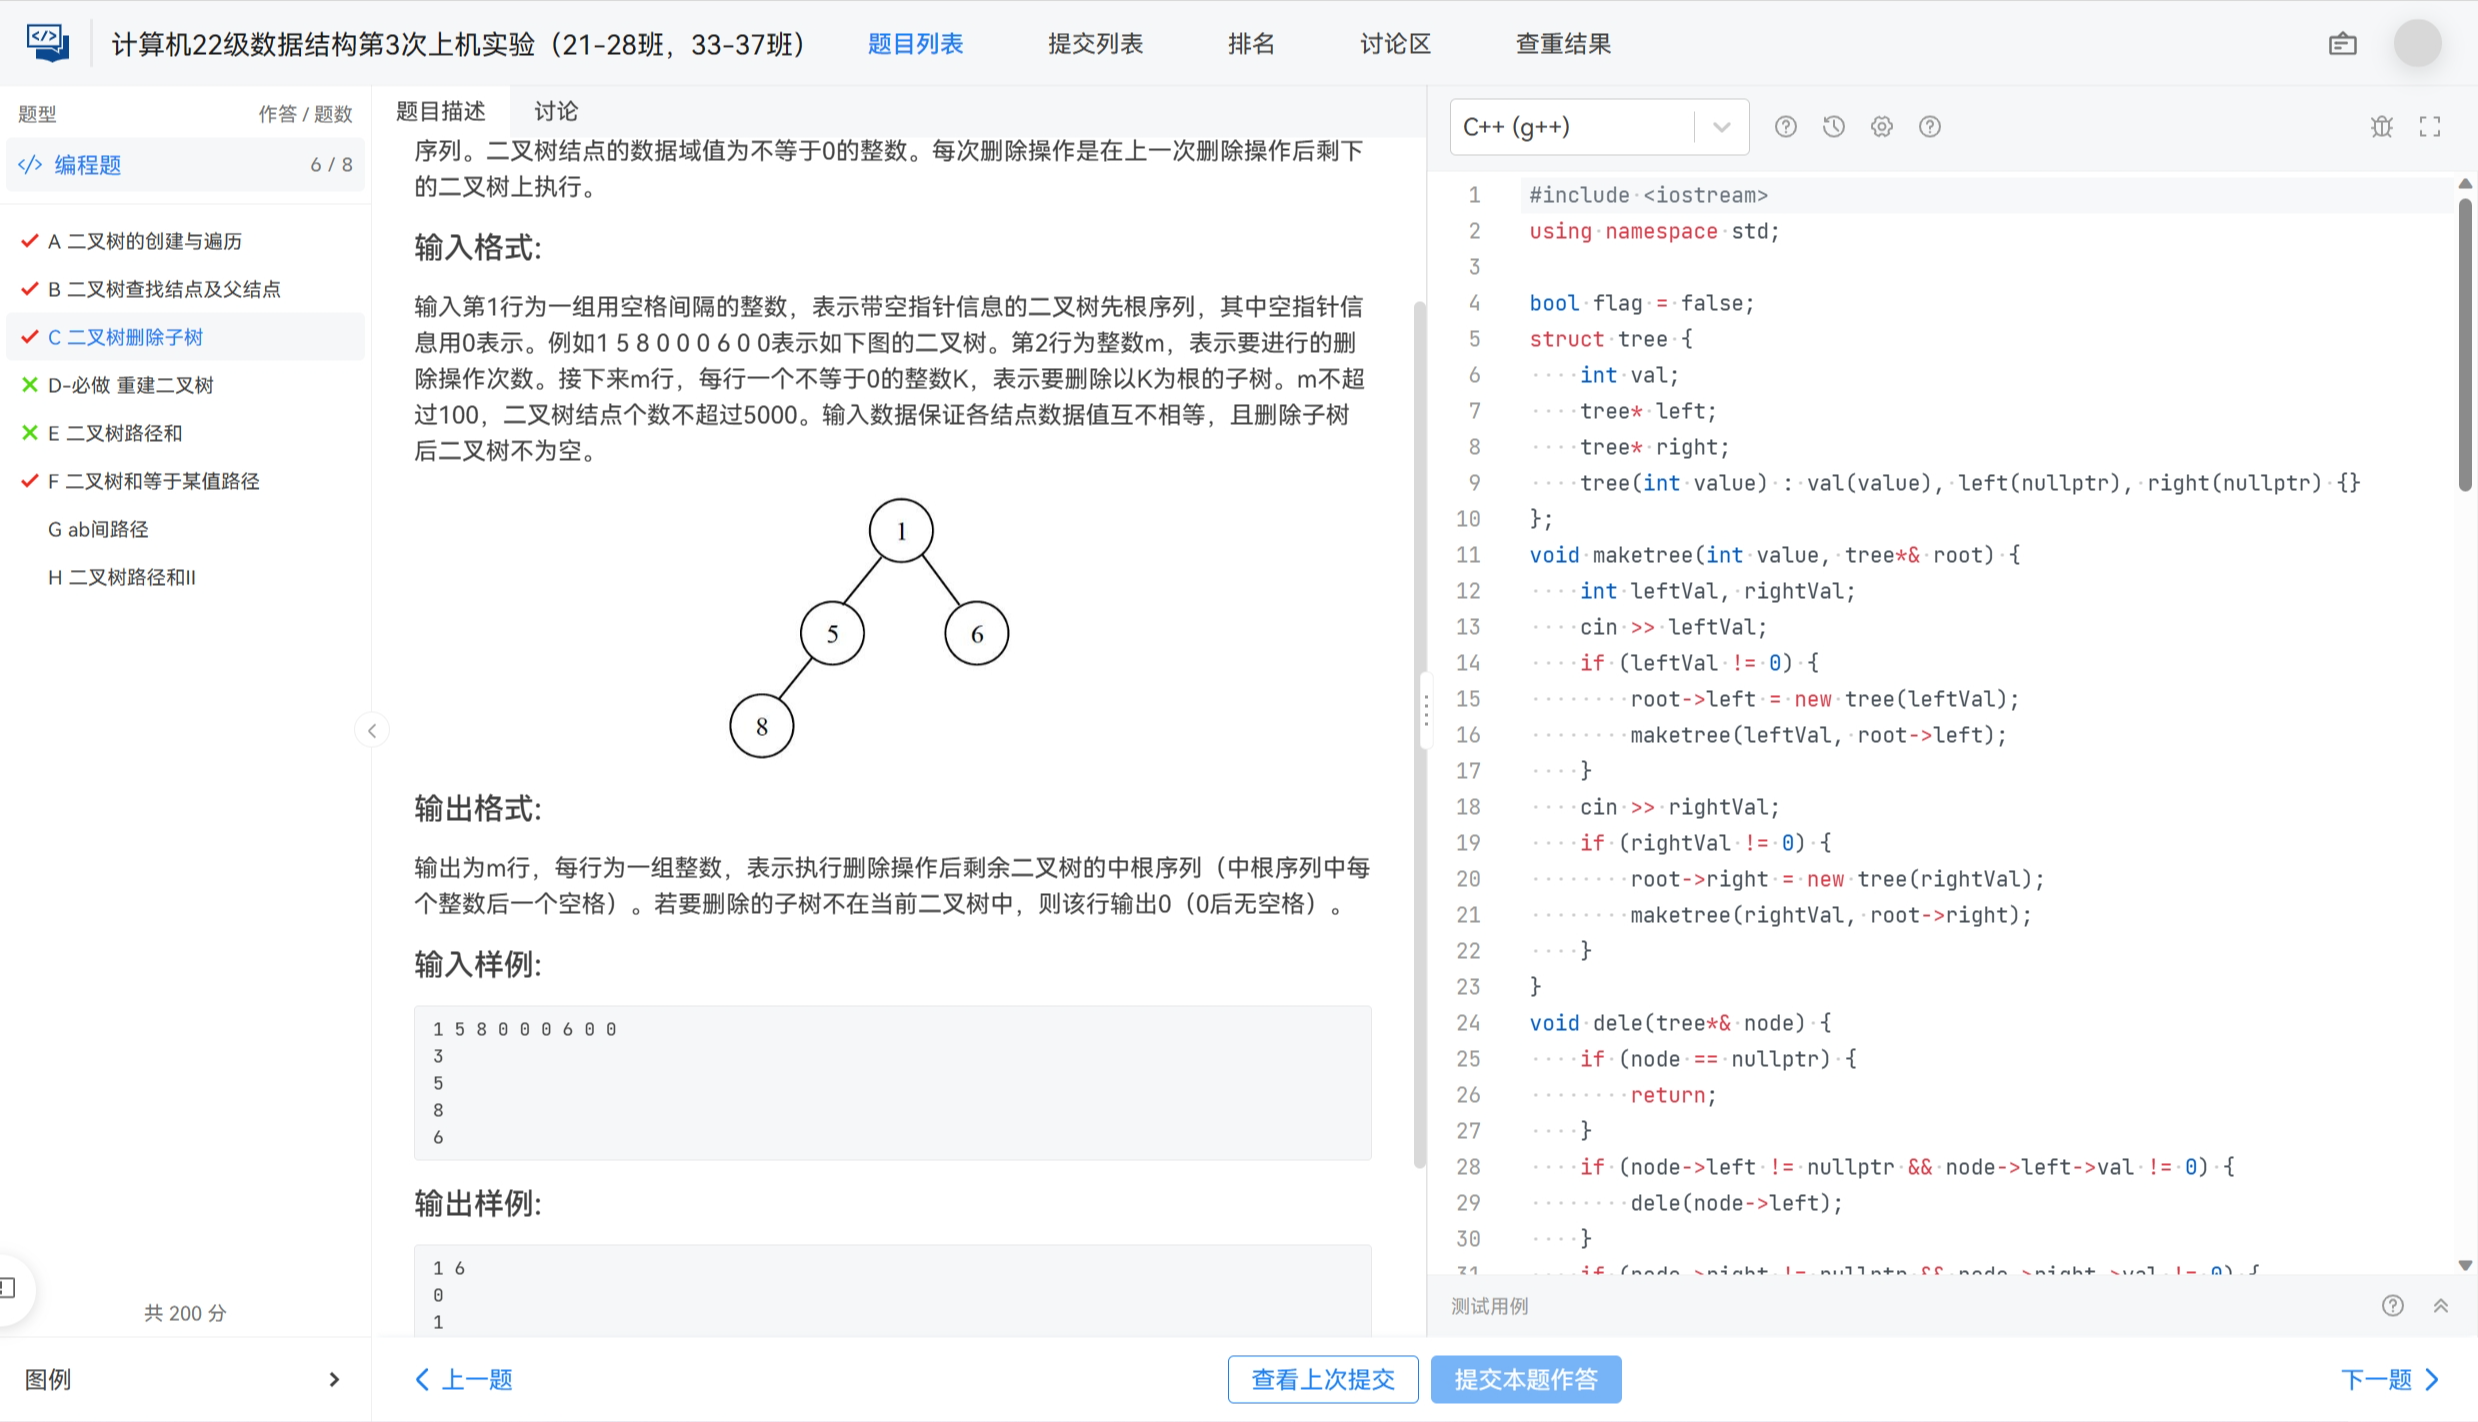 计算机22级数据结构第3次上机实验（21-28班，33-37班）
题目列表
提交列表
排名
讨论区
查重结果
题型
作答 / 题数
</> 编程题
6 / 8
A 二叉树的创建与遍历
B 二叉树查找结点及父结点
C 二叉树删除子树
D-必做 重建二叉树
E 二叉树路径和
F 二叉树和等于某值路径
G ab间路径
H 二叉树路径和II
共 200 分
图例
题目描述
讨论
序列。二叉树结点的数据域值为不等于0的整数。每次删除操作是在上一次删除操作后剩下
的二叉树上执行。
输入格式:
输入第1行为一组用空格间隔的整数，表示带空指针信息的二叉树先根序列，其中空指针信
息用0表示。例如1 5 8 0 0 0 6 0 0表示如下图的二叉树。第2行为整数m，表示要进行的删
除操作次数。接下来m行，每行一个不等于0的整数K，表示要删除以K为根的子树。m不超
过100，二叉树结点个数不超过5000。输入数据保证各结点数据值互不相等，且删除子树
后二叉树不为空。
1
5
6
8
输出格式:
输出为m行，每行为一组整数，表示执行删除操作后剩余二叉树的中根序列（中根序列中每
个整数后一个空格）。若要删除的子树不在当前二叉树中，则该行输出0（0后无空格）。
输入样例:
1 5 8 0 0 0 6 0 0
3
5
8
6
输出样例:
1 6
0
1
上一题
查看上次提交
提交本题作答
下一题
C++ (g++)
1 #include <iostream>
2 using namespace std;
3
4 bool flag = false;
5 struct tree {
6     int val;
7     tree* left;
8     tree* right;
9     tree(int value) : val(value), left(nullptr), right(nullptr) {}
10 };
11 void maketree(int value, tree*& root) {
12     int leftVal, rightVal;
13     cin >> leftVal;
14     if (leftVal != 0) {
15         root->left = new tree(leftVal);
16         maketree(leftVal, root->left);
17     }
18     cin >> rightVal;
19     if (rightVal != 0) {
20         root->right = new tree(rightVal);
21         maketree(rightVal, root->right);
22     }
23 }
24 void dele(tree*& node) {
25     if (node == nullptr) {
26         return;
27     }
28     if (node->left != nullptr && node->left->val != 0) {
29         dele(node->left);
30     }
31     if (node->right != nullptr && node->right->val != 0) {
测试用例